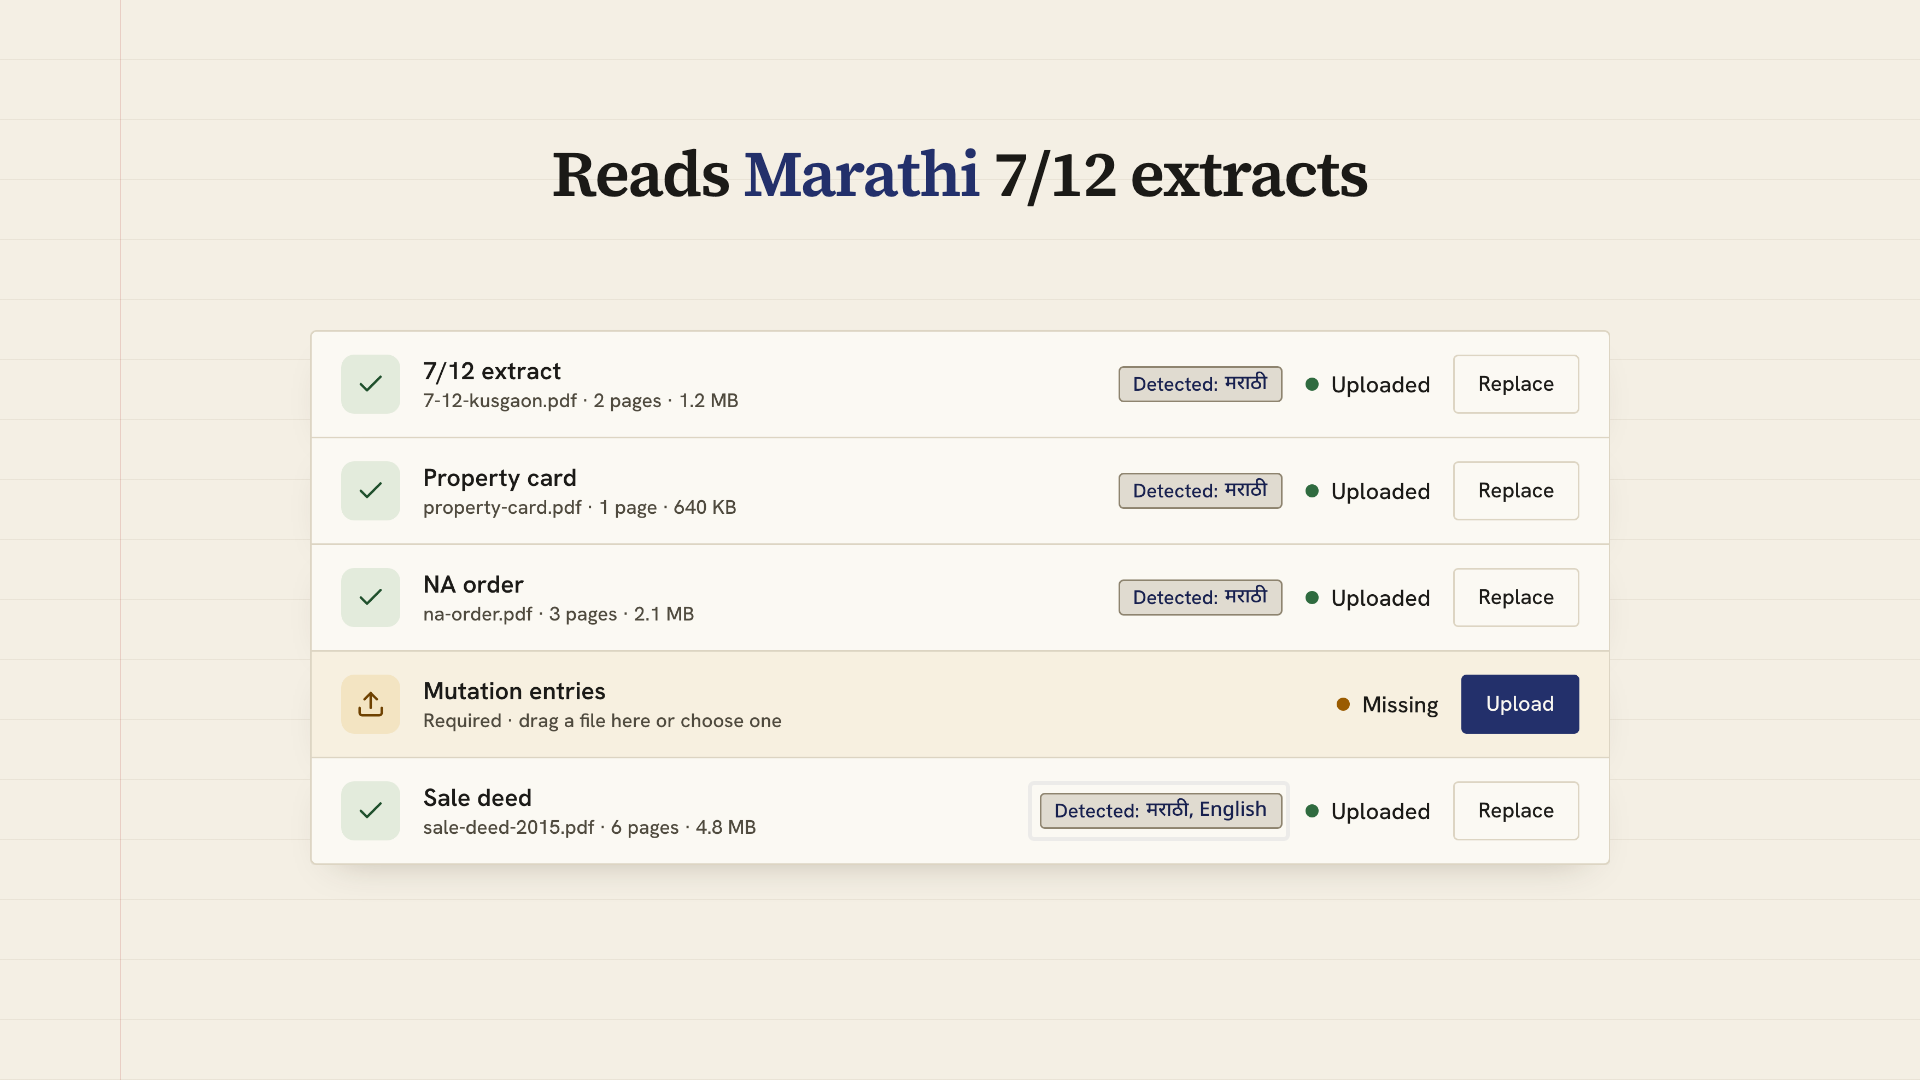 Reads Marathi 7/12 extracts
7/12 extract
7-12-kusgaon.pdf · 2 pages · 1.2 MB
Detected: मराठी
Uploaded
Replace
Property card
property-card.pdf · 1 page · 640 KB
Detected: मराठी
Uploaded
Replace
NA order
na-order.pdf · 3 pages · 2.1 MB
Detected: मराठी
Uploaded
Replace
Mutation entries
Required · drag a file here or choose one
Missing
Upload
Sale deed
sale-deed-2015.pdf · 6 pages · 4.8 MB
Detected: मराठी, English
Uploaded
Replace